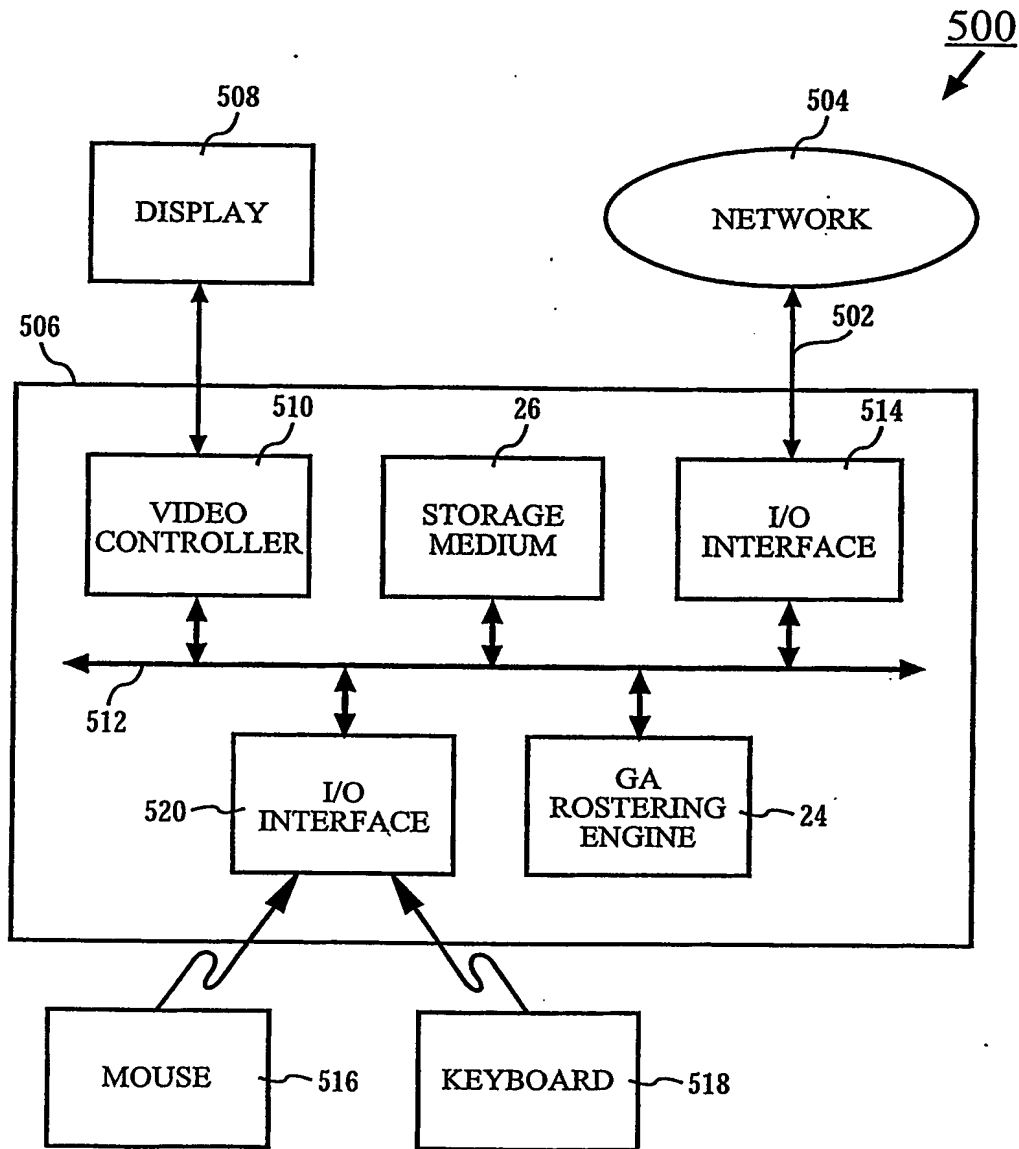 500
508
504
DISPLAY
NETWORK
506
502
510
26
514
VIDEO
CONTROLLER
STORAGE
MEDIUM
I/O
INTERFACE
512
520
I/O
INTERFACE
GA
ROSTERING
ENGINE
24
MOUSE
516
KEYBOARD
518